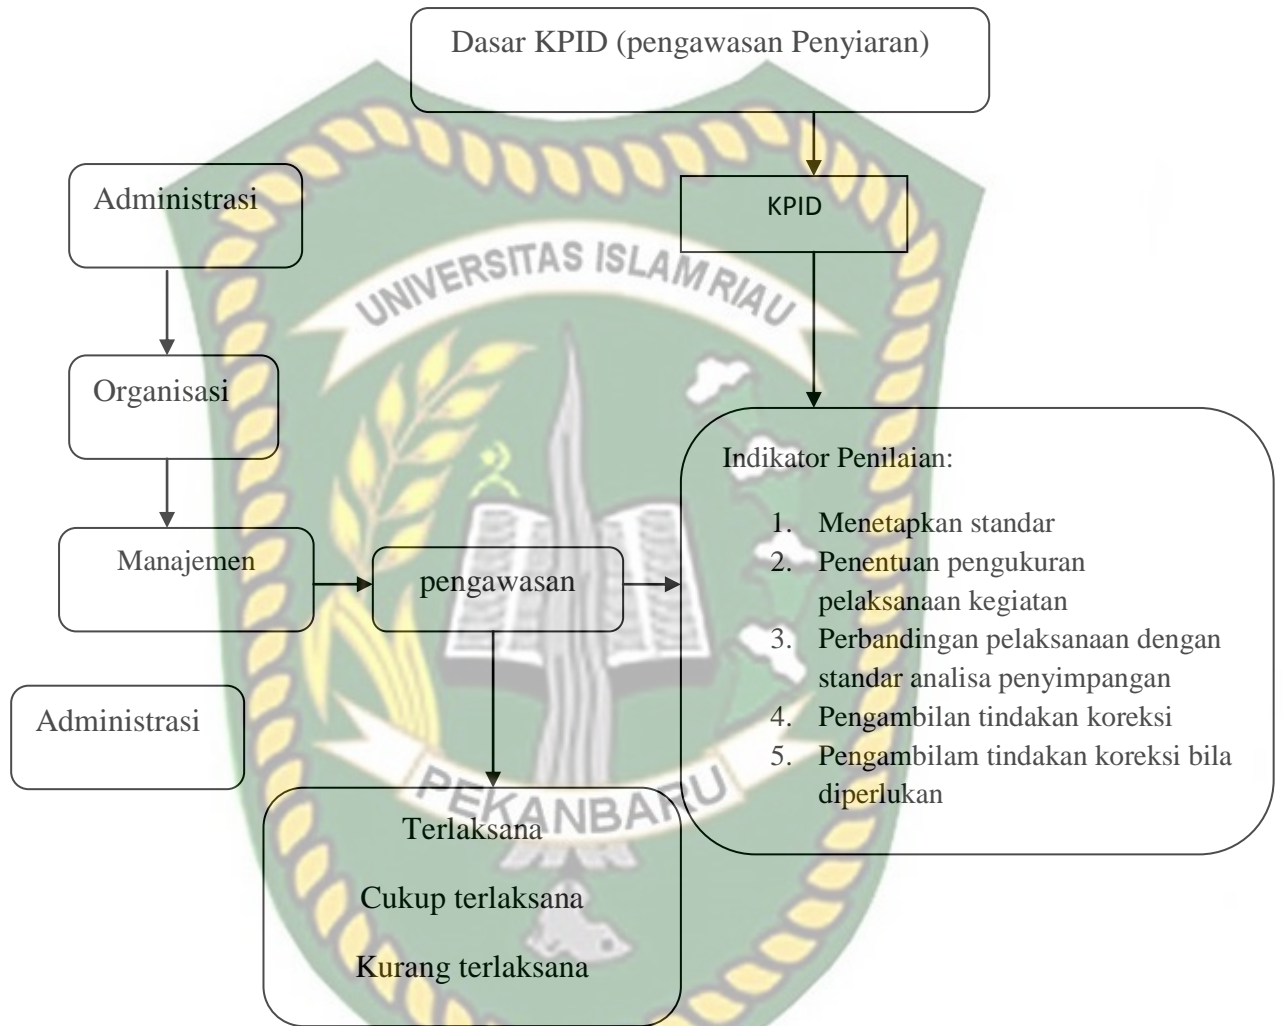 Dasar KPID (pengawasan Penyiaran)
Administrasi
KPID
UNIVERSITAS ISLAM RIAU
Organisasi
Indikator Penilaian:
1. Menetapkan standar
2. Penentuan pengukuran
pelaksanaan kegiatan
3. Perbandingan pelaksanaan dengan
standar analisa penyimpangan
4. Pengambilan tindakan koreksi
5. Pengambilam tindakan koreksi bila
diperlukan
Manajemen
pengawasan
Administrasi
PEKANBARU
Terlaksana
Cukup terlaksana
Kurang terlaksana